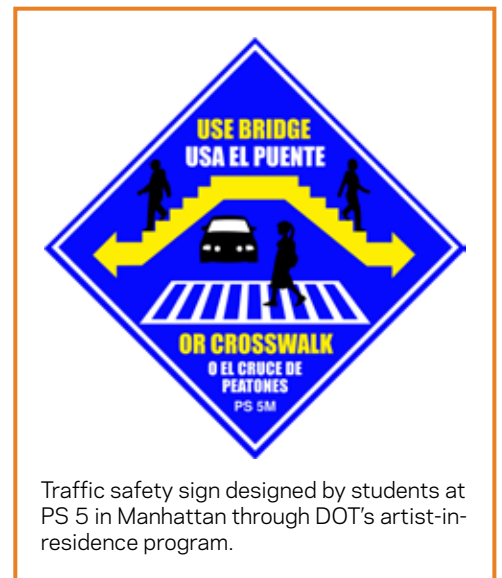 USE BRIDGE
USA EL PUENTE
OR CROSSWALK
O EL CRUCE DE
PEATONES
PS 5M
Traffic safety sign designed by students at
PS 5 in Manhattan through DOT’s artist-in-
residence program.